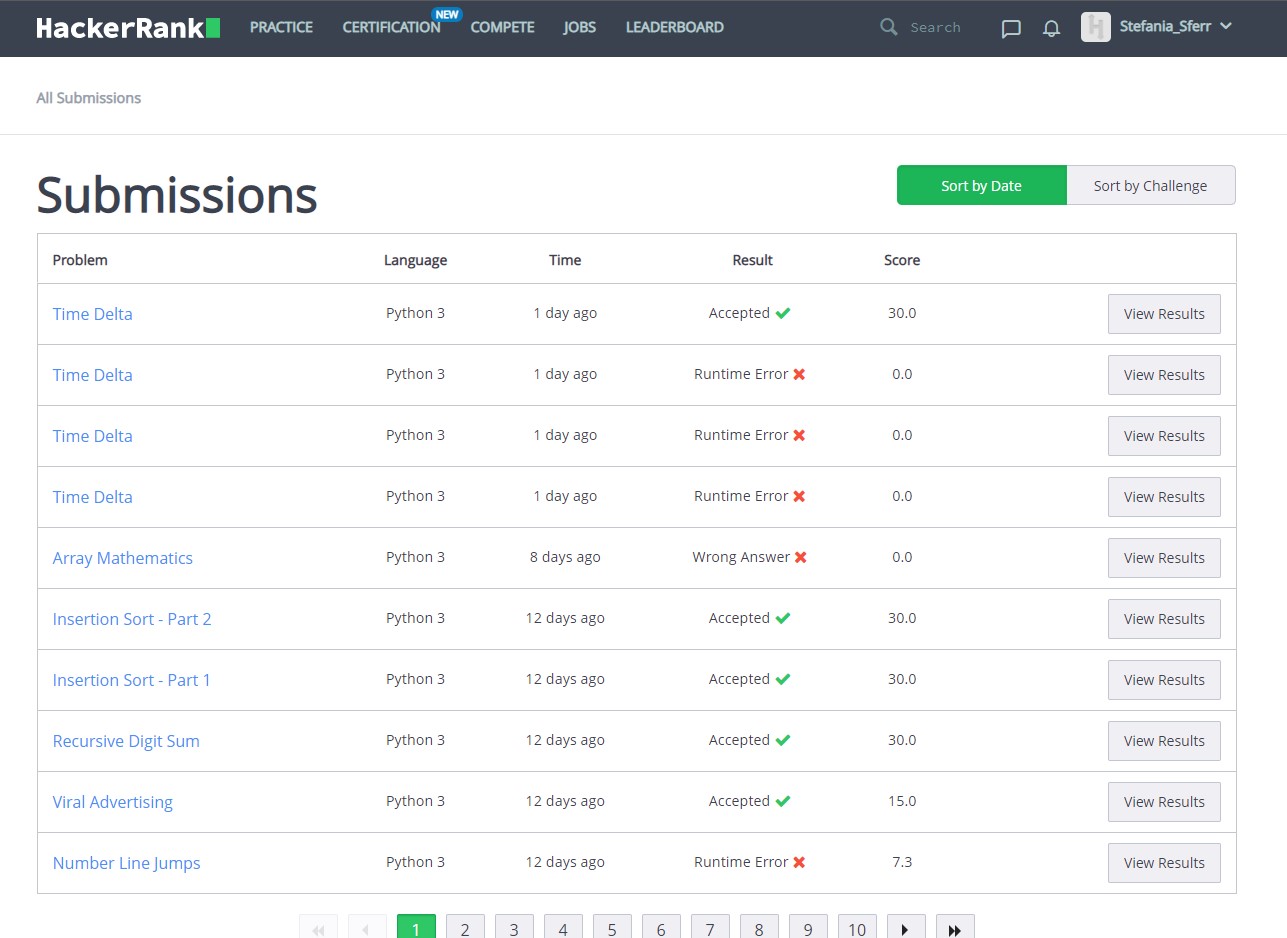 HackerRank PRACTICE CERTIFICATION NEW COMPETE JOBS LEADERBOARD Search Stefania_Sferr
All Submissions
Submissions Sort by Date Sort by Challenge
Problem Language Time Result Score
Time Delta Python 3 1 day ago Accepted 30.0 View Results
Time Delta Python 3 1 day ago Runtime Error 0.0 View Results
Time Delta Python 3 1 day ago Runtime Error 0.0 View Results
Time Delta Python 3 1 day ago Runtime Error 0.0 View Results
Array Mathematics Python 3 8 days ago Wrong Answer 0.0 View Results
Insertion Sort - Part 2 Python 3 12 days ago Accepted 30.0 View Results
Insertion Sort - Part 1 Python 3 12 days ago Accepted 30.0 View Results
Recursive Digit Sum Python 3 12 days ago Accepted 30.0 View Results
Viral Advertising Python 3 12 days ago Accepted 15.0 View Results
Number Line Jumps Python 3 12 days ago Runtime Error 7.3 View Results
1 2 3 4 5 6 7 8 9 10